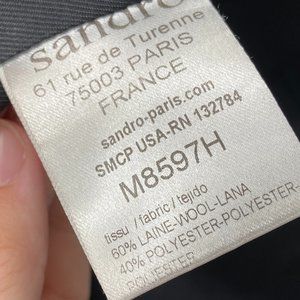 sandro
61 rue de Turenne
75003 PARIS
FRANCE
sandro-paris.com
SMCP USA-RN 132784
M8597H
tissu / fabric / tejido
60% LAINE-WOOL-LANA
40% POLYESTER-POLYESTER-
POLYESTER